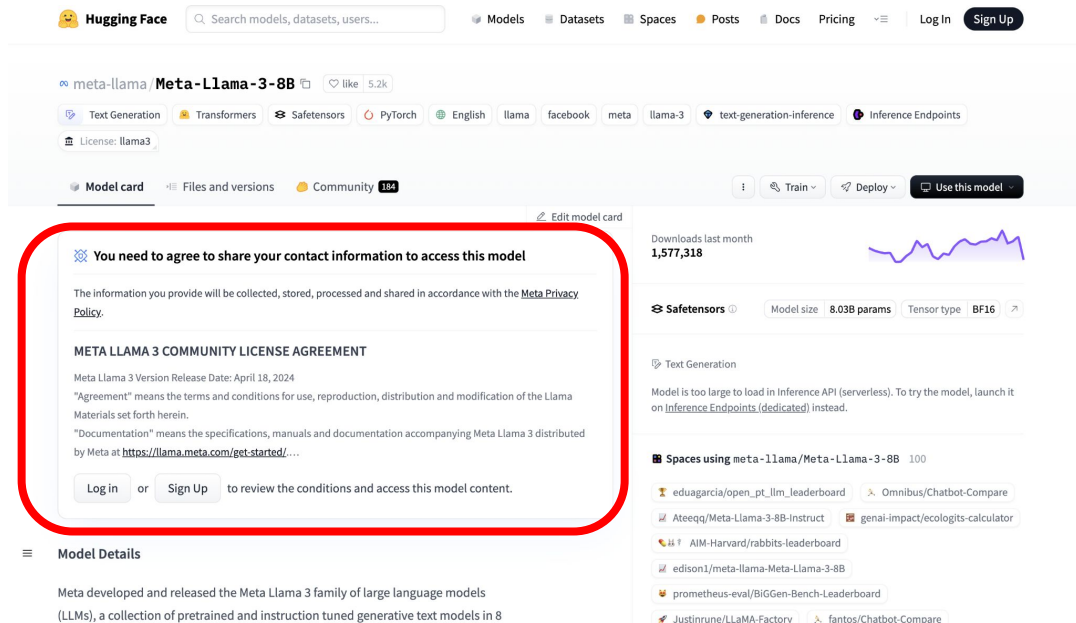 Hugging Face
Search models, datasets, users...
Models
Datasets
Spaces
Posts
Docs
Pricing
Log In
Sign Up
meta-llama/Meta-Llama-3-8B
like 5.2k
Text Generation
Transformers
Safetensors
PyTorch
English
llama
facebook
meta
llama-3
text-generation-inference
Inference Endpoints
License: llama3
Model card
Files and versions
Community 184
Train
Deploy
Use this model
Edit model card
You need to agree to share your contact information to access this model
The information you provide will be collected, stored, processed and shared in accordance with the Meta Privacy
Policy.
META LLAMA 3 COMMUNITY LICENSE AGREEMENT
Meta Llama 3 Version Release Date: April 18, 2024
"Agreement" means the terms and conditions for use, reproduction, distribution and modification of the Llama
Materials set forth herein.
"Documentation" means the specifications, manuals and documentation accompanying Meta Llama 3 distributed
by Meta at https://llama.meta.com/get-started/....
Log in or Sign Up to review the conditions and access this model content.
Model Details
Meta developed and released the Meta Llama 3 family of large language models
(LLMs), a collection of pretrained and instruction tuned generative text models in 8
Downloads last month
1,577,318
Safetensors
Model size 8.03B params
Tensor type BF16
Text Generation
Model is too large to load in Inference API (serverless). To try the model, launch it
on Inference Endpoints (dedicated) instead.
Spaces using meta-llama/Meta-Llama-3-8B 100
eduagarcia/open_pt_llm_leaderboard
Omnibus/Chatbot-Compare
Ateeqq/Meta-Llama-3-8B-Instruct
genai-impact/ecologits-calculator
AIM-Harvard/rabbits-leaderboard
edison1/meta-llama-Meta-Llama-3-8B
prometheus-eval/BiGGen-Bench-Leaderboard
Justinrune/LLaMA-Factory
fantos/Chatbot-Compare